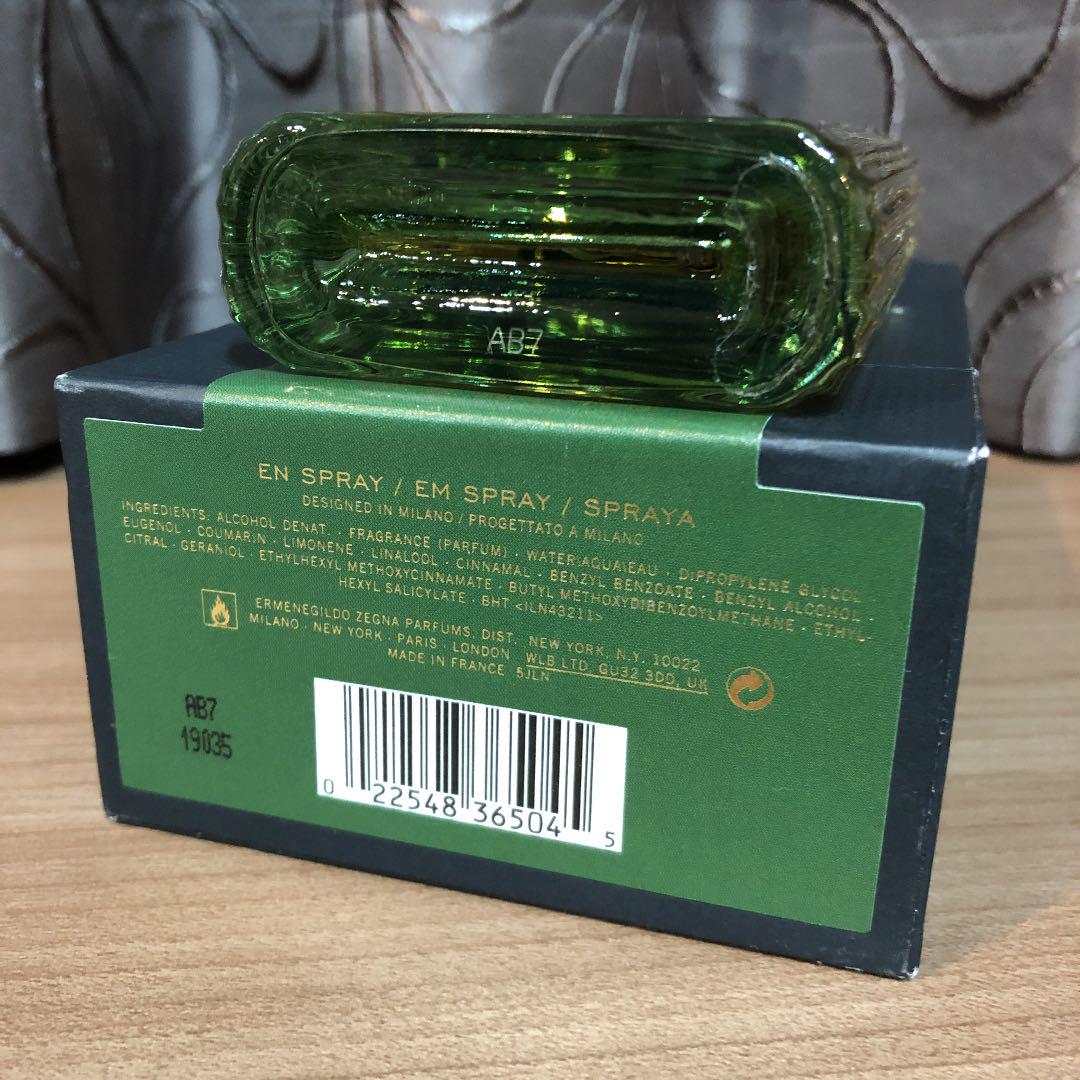 AB7
EN SPRAY / EM SPRAY / SPRAYA
DESIGNED IN MILANO / PROGETTATO A MILANO
INGREDIENTS: ALCOHOL DENAT. · FRAGRANCE (PARFUM) · WATER\AQUA\EAU · DIPROPYLENE GLYCOL
EUGENOL · COUMARIN · LIMONENE · LINALOOL · CINNAMAL · BENZYL BENZOATE · BENZYL ALCOHOL ·
CITRAL · GERANIOL · ETHYLHEXYL METHOXYCINNAMATE · BUTYL METHOXYDIBENZOYLMETHANE · ETHYL-
HEXYL SALICYLATE · BHT <ILN43211>
ERMENEGILDO ZEGNA PARFUMS, DIST. NEW YORK, N.Y. 10022
MILANO · NEW YORK · PARIS · LONDON WLB LTD, GU32 3DO, UK
MADE IN FRANCE 5JLN
AB7
19035
0 22548 36504 5